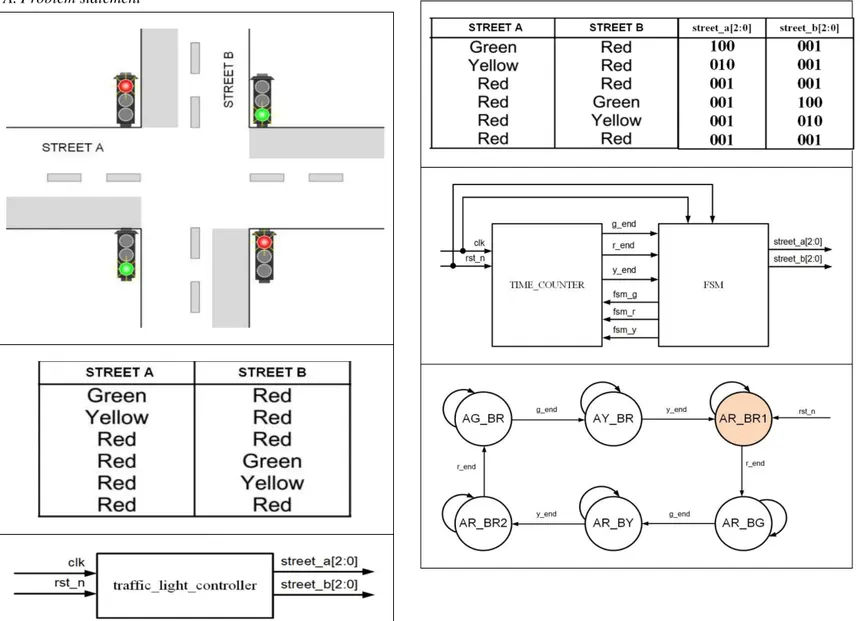 A. Problem statement
STREET B
STREET A
STREET A STREET B
Green Red
Yellow Red
Red Red
Red Green
Red Yellow
Red Red
clk
rst_n
traffic_light_controller
street_a[2:0]
street_b[2:0]
STREET A STREET B street_a[2:0] street_b[2:0]
Green Red 100 001
Yellow Red 010 001
Red Red 001 001
Red Green 001 100
Red Yellow 001 010
Red Red 001 001
clk
rst_n
TIME_COUNTER
g_end
r_end
y_end
fsm_g
fsm_r
fsm_y
FSM
street_a[2:0]
street_b[2:0]
AG_BR g_end AY_BR y_end AR_BR1 rst_n
r_end r_end
AR_BR2 y_end AR_BY g_end AR_BG